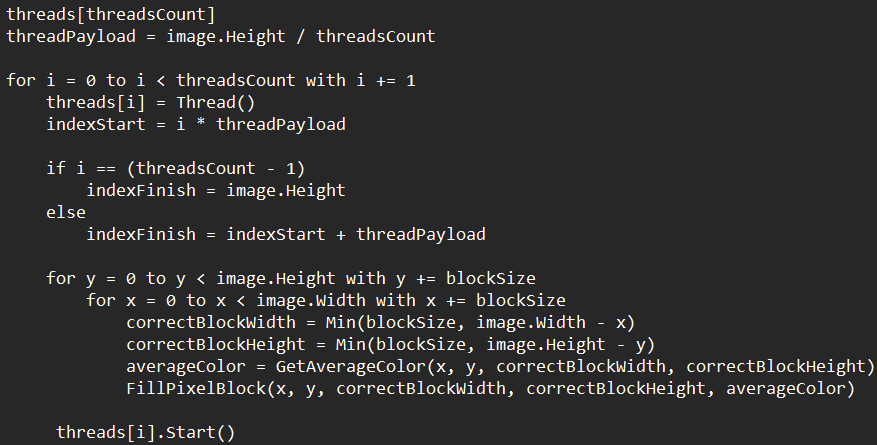 threads[threadsCount]
threadPayload = image.Height / threadsCount

for i = 0 to i < threadsCount with i += 1
    threads[i] = Thread()
    indexStart = i * threadPayload

    if i == (threadsCount - 1)
        indexFinish = image.Height
    else
        indexFinish = indexStart + threadPayload

    for y = 0 to y < image.Height with y += blockSize
        for x = 0 to x < image.Width with x += blockSize
            correctBlockWidth = Min(blockSize, image.Width - x)
            correctBlockHeight = Min(blockSize, image.Height - y)
            averageColor = GetAverageColor(x, y, correctBlockWidth, correctBlockHeight)
            FillPixelBlock(x, y, correctBlockWidth, correctBlockHeight, averageColor)

     threads[i].Start()